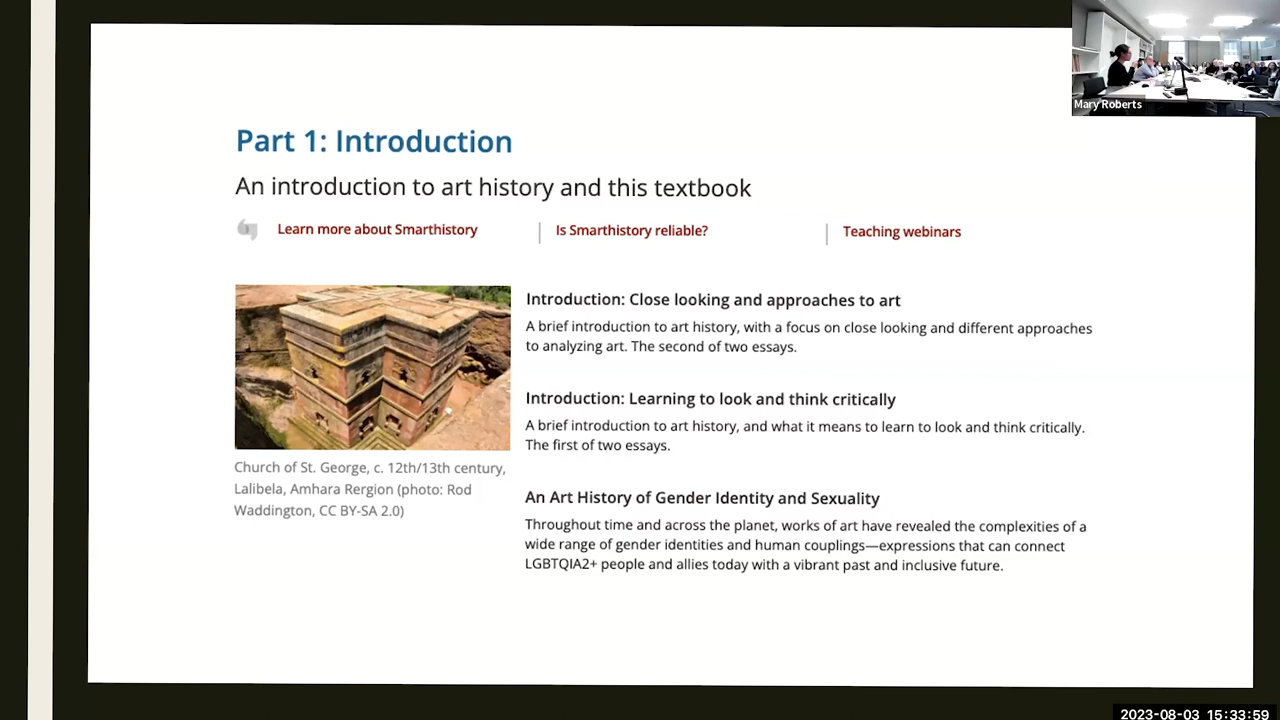 Mary Roberts
Part 1: Introduction
An introduction to art history and this textbook
Learn more about Smarthistory
Is Smarthistory reliable?
Teaching webinars
Introduction: Close looking and approaches to art
A brief introduction to art history, with a focus on close looking and different approaches
to analyzing art. The second of two essays.
Introduction: Learning to look and think critically
A brief introduction to art history, and what it means to learn to look and think critically.
The first of two essays.
Church of St. George, c. 12th/13th century,
Lalibela, Amhara Rergion (photo: Rod
Waddington, CC BY-SA 2.0)
An Art History of Gender Identity and Sexuality
Throughout time and across the planet, works of art have revealed the complexities of a
wide range of gender identities and human couplings—expressions that can connect
LGBTQIA2+ people and allies today with a vibrant past and inclusive future.
2023-08-03 15:33:59